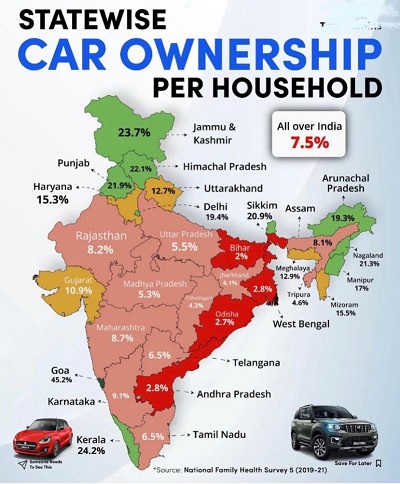 STATEWISE
CAR OWNERSHIP
PER HOUSEHOLD
23.7%
Jammu &
Kashmir
All over India
7.5%
Punjab
22.1%
Himachal Pradesh
Haryana
15.3%
21.9%
12.7%
Uttarakhand
Delhi
19.4%
Sikkim
20.9%
Assam
Arunachal
Pradesh
19.3%
Rajasthan
8.2%
Uttar Pradesh
5.5%
Bihar
2%
8.1%
Nagaland
21.3%
Meghalaya
12.9%
Manipur
17%
Gujarat
10.9%
Madhya Pradesh
5.3%
Jharkhand
4.1%
2.8%
Tripura
4.6%
Mizoram
15.5%
Chhattisgarh
4.3%
Odisha
2.7%
West Bengal
Maharashtra
8.7%
6.5%
Telangana
Goa
45.2%
Karnataka
9.1%
2.8%
Andhra Pradesh
Kerala
24.2%
6.5%
Tamil Nadu
Someone Needs
To See This
Save For Later
*Source: National Family Health Survey 5 (2019-21)